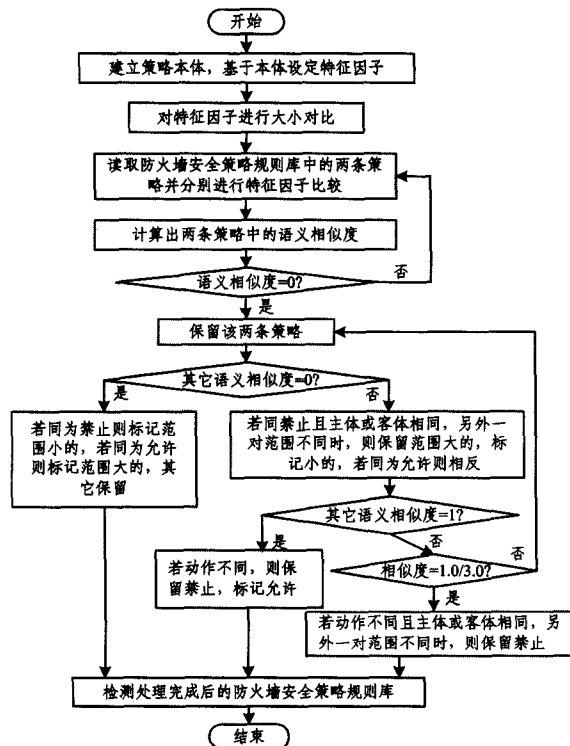 开始
建立策略本体，基于本体设定特征因子
对特征因子进行大小对比
读取防火墙安全策略规则库中的两条策
略并分别进行特征因子比较
计算出两条策略中的语义相似度
语义相似度=0?
否
是
保留该两条策略
其它语义相似度=0?
是
否
若同为禁止则标记范
围小的，若同为允许
则标记范围大的，其
它保留
若同禁止且主体或客体相同，另外一
对范围不同时，则保留范围大的，标
记小的，若同为允许则相反
其它语义相似度=1?
是
否
若动作不同，则保
留禁止，标记允许
相似度=1.0/3.0?
否
是
若动作不同且主体或客体相同，另
外一对范围不同时，则保留禁止
检测处理完成后的防火墙安全策略规则库
结束